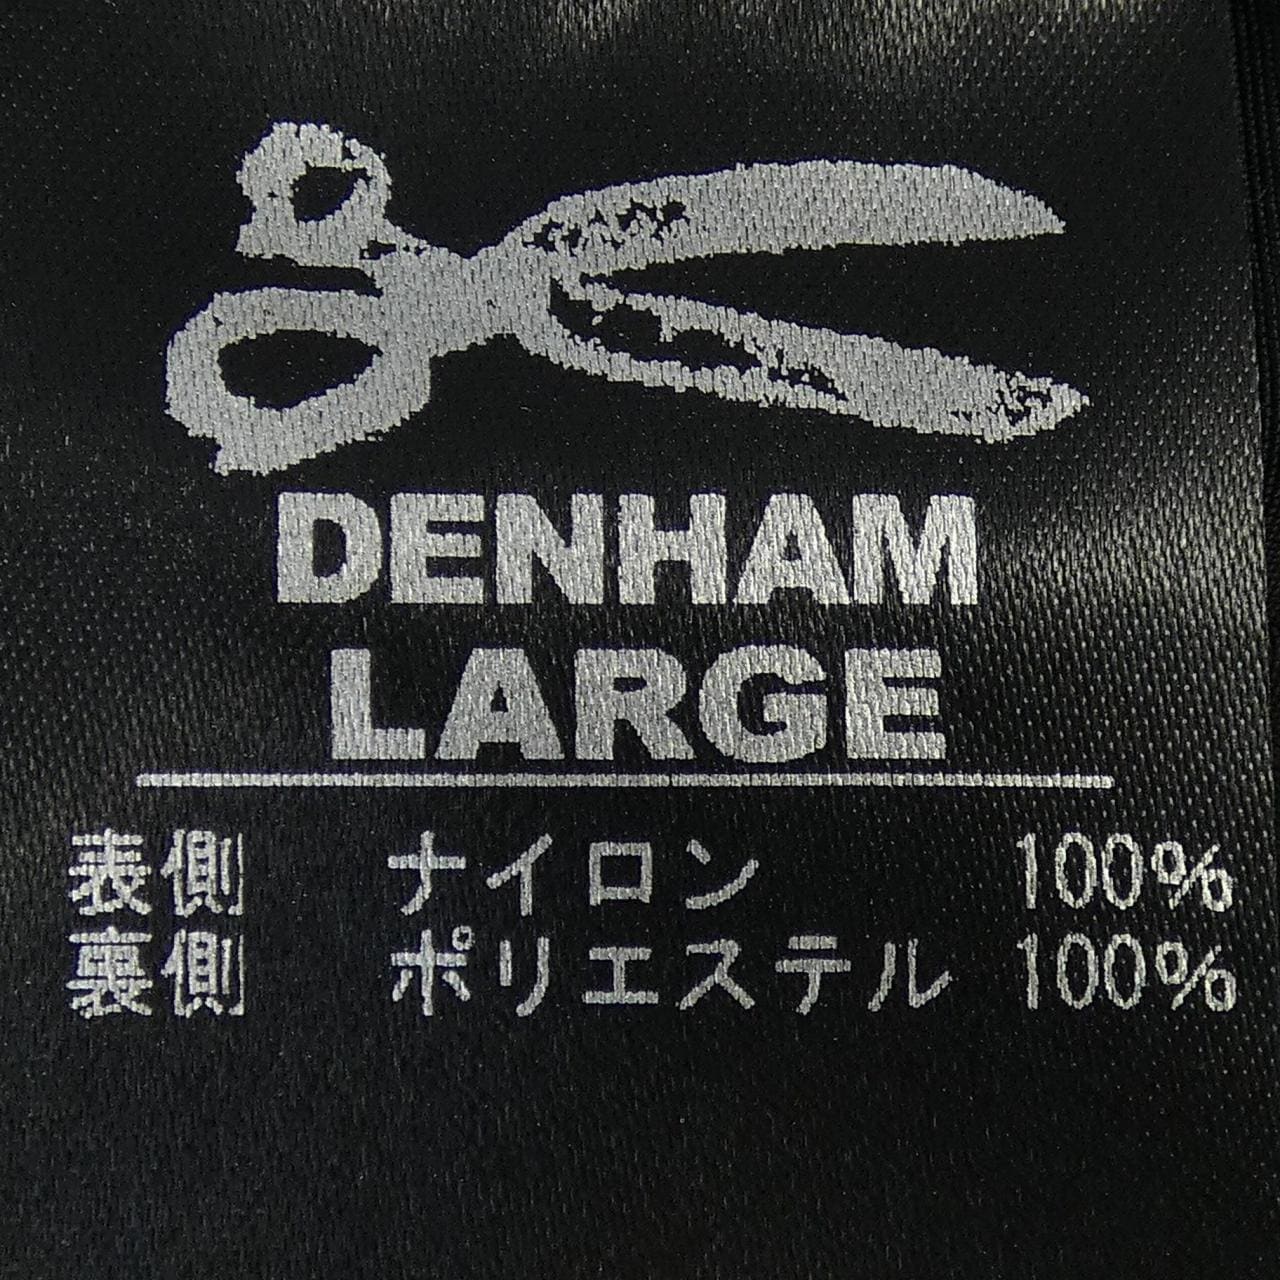 DENHAM
LARGE
表側 ナイロン 100%
裏側 ポリエステル 100%